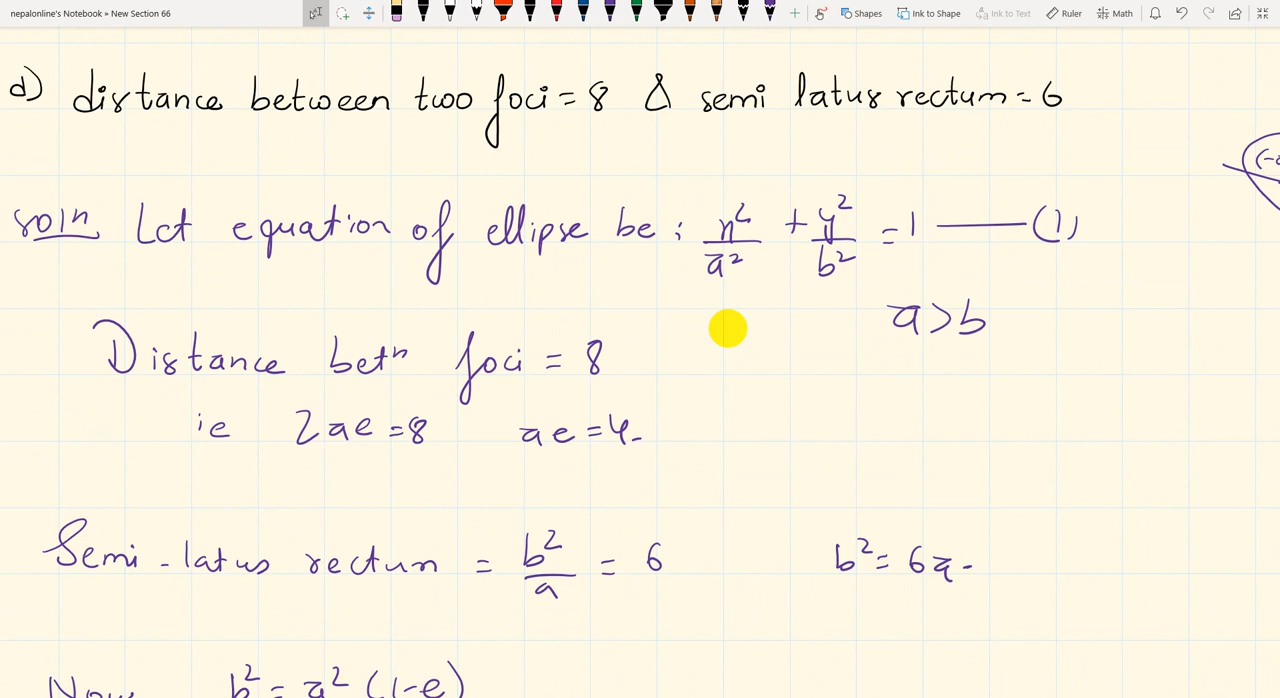 nepalonline's Notebook » New Section 66
Shapes Ink to Shape Ink to Text Ruler Math
d) distance between two foci = 8 & semi latus rectum = 6
(-a
soln Let equation of ellipse be : x²/a² + y²/b² = 1 —— (1)
a > b
Distance betn foci = 8
ie 2ae = 8 ae = 4.
Semi-latus rectum = b²/a = 6 b² = 6a.
Now b² = a² (1-e)